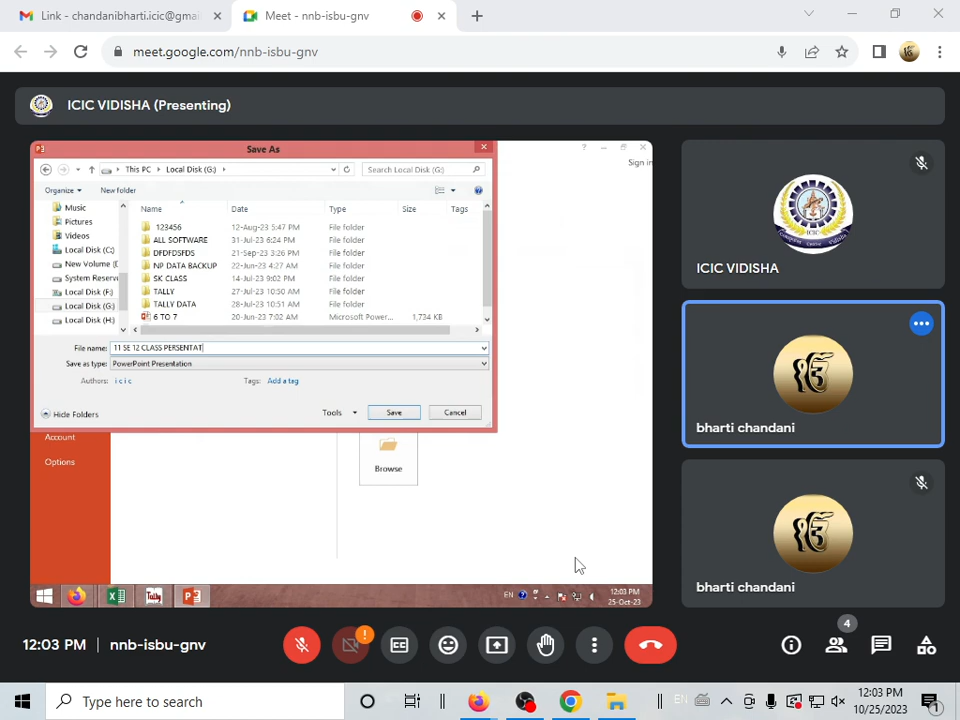 Link - chandanibharti.icic@gmai
Meet - nnb-isbu-gnv
meet.google.com/nnb-isbu-gnv
ICIC VIDISHA (Presenting)
Save As
This PC
Local Disk (G:)
Search Local Disk (G:)
Sign in
Organize
New folder
Music
Pictures
Videos
Local Disk (C:)
New Volume (
System Reserve
Local Disk (F:)
Local Disk (G:)
Local Disk (H:)
Name Date Type Size Tags
123456 12-Aug-23 5:47 PM File folder
ALL SOFTWARE 31-Jul-23 6:24 PM File folder
DFDFDSFDS 21-Sep-23 3:26 PM File folder
NP DATA BACKUP 22-Jun-23 4:27 AM File folder
SK CLASS 14-Jul-23 9:02 PM File folder
TALLY 27-Jul-23 10:50 AM File folder
TALLY DATA 28-Jul-23 10:51 AM File folder
6 TO 7 20-Jun-23 7:02 AM Microsoft Power... 1,734 KB
File name: 11 SE 12 CLASS PERSENTAT
Save as type: PowerPoint Presentation
Authors: i c i c
Tags: Add a tag
Hide Folders
Tools
Save
Cancel
Account
Options
Browse
EN
12:03 PM
25-Oct-23
ICIC VIDISHA
bharti chandani
bharti chandani
12:03 PM
nnb-isbu-gnv
4
Type here to search
EN
12:03 PM
10/25/2023
1